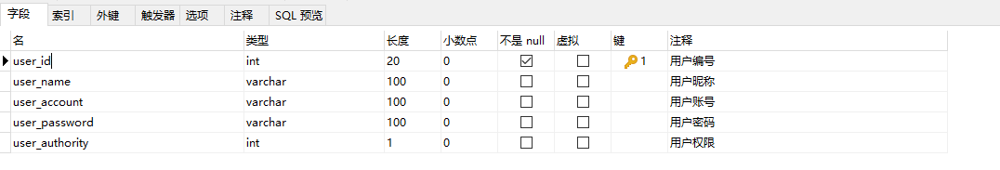 字段 索引 外键 触发器 选项 注释 SQL 预览
名 类型 长度 小数点 不是 null 虚拟 键 注释
user_id int 20 0 1 用户编号
user_name varchar 100 0 用户昵称
user_account varchar 100 0 用户账号
user_password varchar 100 0 用户密码
user_authority int 1 0 用户权限